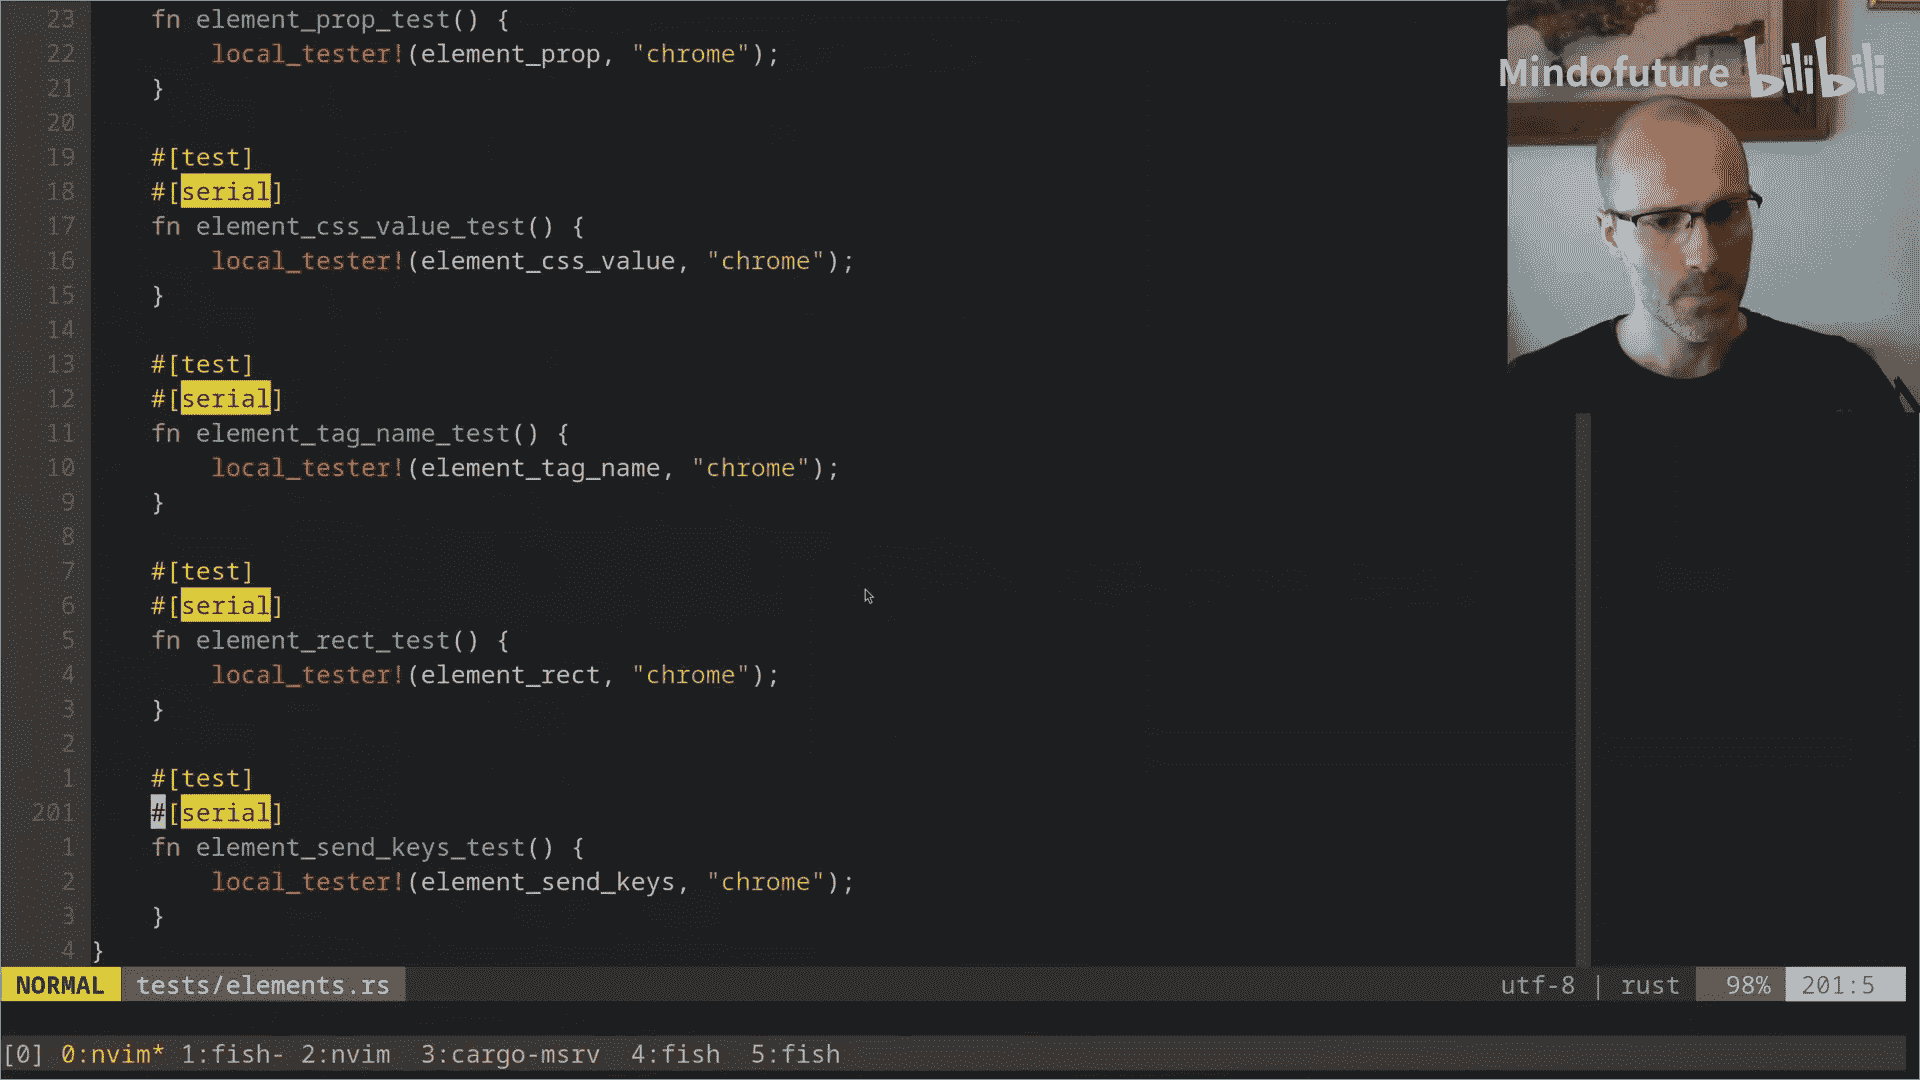 23 fn element_prop_test() {
22 local_tester!(element_prop, "chrome");
21 }
20
19 #[test]
18 #[serial]
17 fn element_css_value_test() {
16 local_tester!(element_css_value, "chrome");
15 }
14
13 #[test]
12 #[serial]
11 fn element_tag_name_test() {
10 local_tester!(element_tag_name, "chrome");
9 }
8
7 #[test]
6 #[serial]
5 fn element_rect_test() {
4 local_tester!(element_rect, "chrome");
3 }
2
1 #[test]
201 #[serial]
1 fn element_send_keys_test() {
2 local_tester!(element_send_keys, "chrome");
3 }
4 }
NORMAL tests/elements.rs utf-8 | rust 98% 201:5
[0] 0:nvim* 1:fish- 2:nvim 3:cargo-msrv 4:fish 5:fish
Mindofuture bilibili